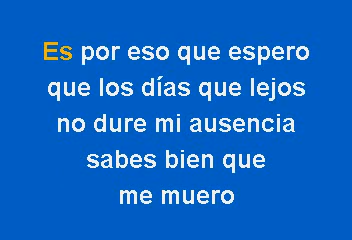 Es por eso que espero
que los días que lejos
no dure mi ausencia
sabes bien que
me muero